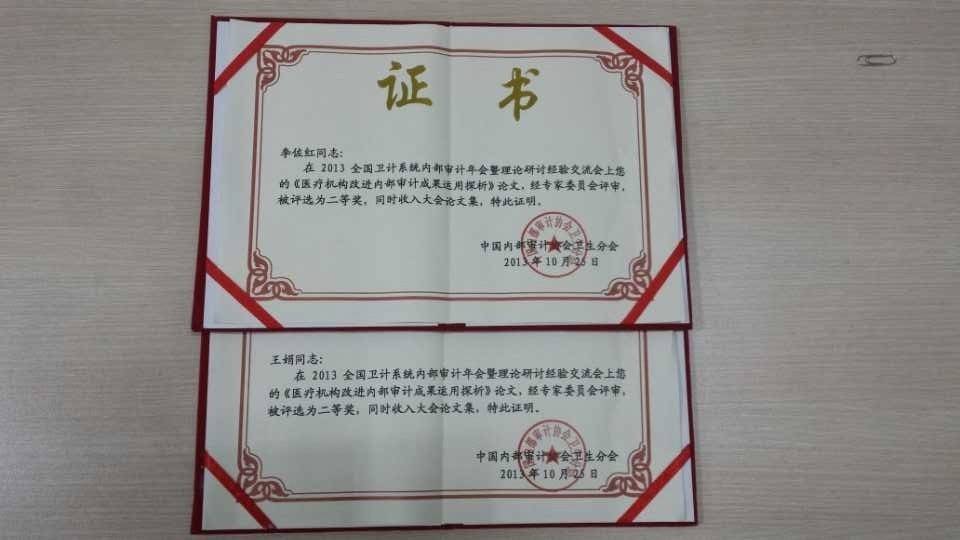 证书
李佐红同志：
在 2013 全国卫计系统内部审计年会暨理论研讨经验交流会上您
的《医疗机构改进内部审计成果运用探析》论文，经专家委员会评审，
被评选为二等奖，同时收入大会论文集，特此证明。
中国内部审计协会卫生分会
2013 年 10 月 25 日
王娟同志：
在 2013 全国卫计系统内部审计年会暨理论研讨经验交流会上您
的《医疗机构改进内部审计成果运用探析》论文，经专家委员会评审，
被评选为二等奖，同时收入大会论文集，特此证明。
中国内部审计协会卫生分会
2013 年 10 月 25 日